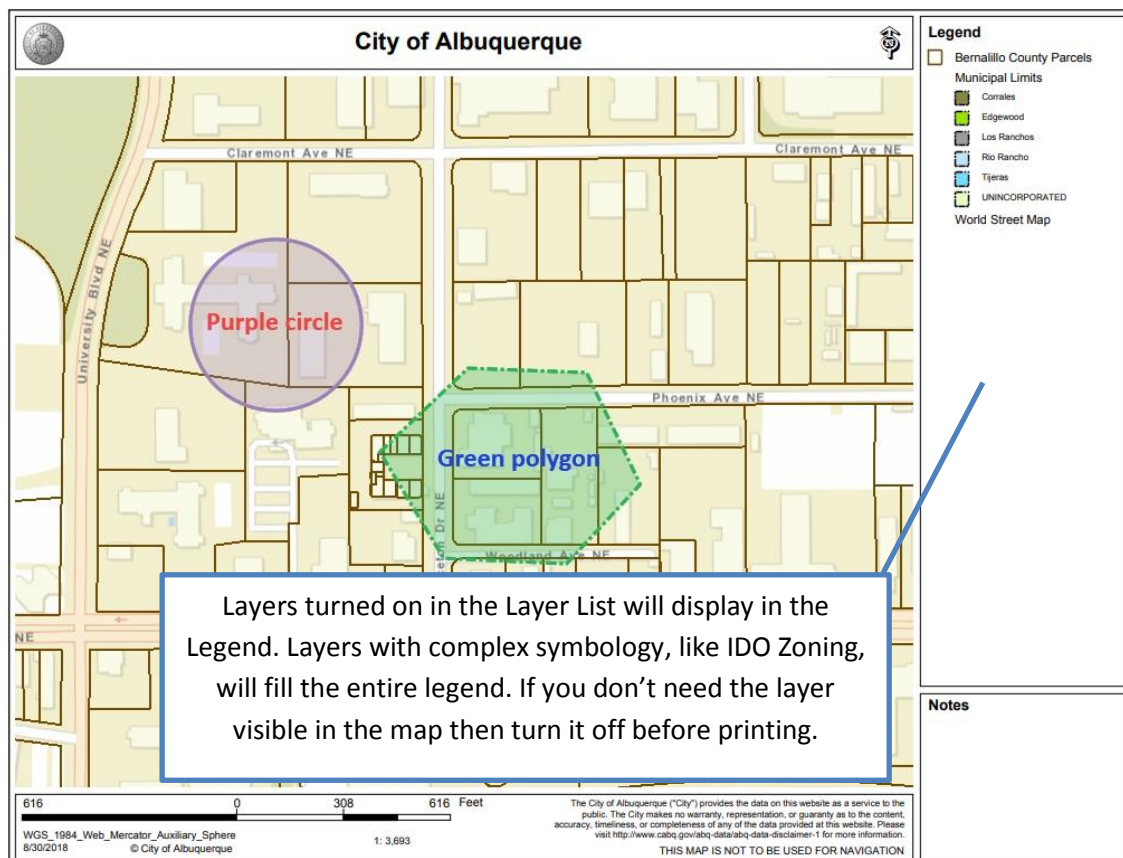 City of Albuquerque
Legend
Bernalillo County Parcels
Municipal Limits
Corrales
Edgewood
Los Ranchos
Rio Rancho
Tijeras
UNINCORPORATED
World Street Map
Claremont Ave NE
Claremont Ave NE
University Blvd NE
Purple circle
Phoenix Ave NE
Green polygon
eton Dr NE
Woodland Ave NE
NE
Layers turned on in the Layer List will display in the
Legend. Layers with complex symbology, like IDO Zoning,
will fill the entire legend. If you don’t need the layer
visible in the map then turn it off before printing.
Notes
616 0 308 616 Feet
WGS_1984_Web_Mercator_Auxiliary_Sphere
8/30/2018 © City of Albuquerque
1: 3,693
The City of Albuquerque ("City") provides the data on this website as a service to the
public. The City makes no warranty, representation, or guaranty as to the content,
accuracy, timeliness, or completeness of any of the data provided at this website. Please
visit http://www.cabq.gov/abq-data/abq-data-disclaimer-1 for more information.
THIS MAP IS NOT TO BE USED FOR NAVIGATION